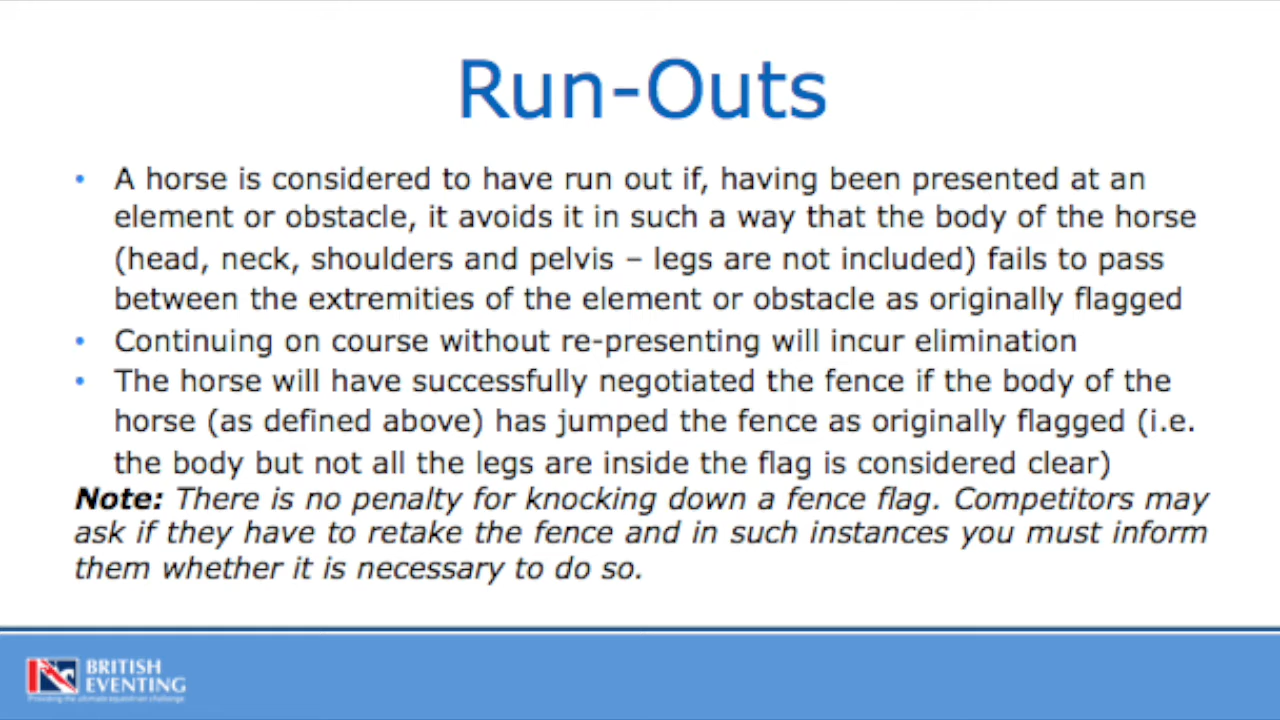 Run-Outs
• A horse is considered to have run out if, having been presented at an
element or obstacle, it avoids it in such a way that the body of the horse
(head, neck, shoulders and pelvis – legs are not included) fails to pass
between the extremities of the element or obstacle as originally flagged
• Continuing on course without re-presenting will incur elimination
• The horse will have successfully negotiated the fence if the body of the
horse (as defined above) has jumped the fence as originally flagged (i.e.
the body but not all the legs are inside the flag is considered clear)
Note: There is no penalty for knocking down a fence flag. Competitors may
ask if they have to retake the fence and in such instances you must inform
them whether it is necessary to do so.
BRITISH
EVENTING
Providing the ultimate equestrian challenge